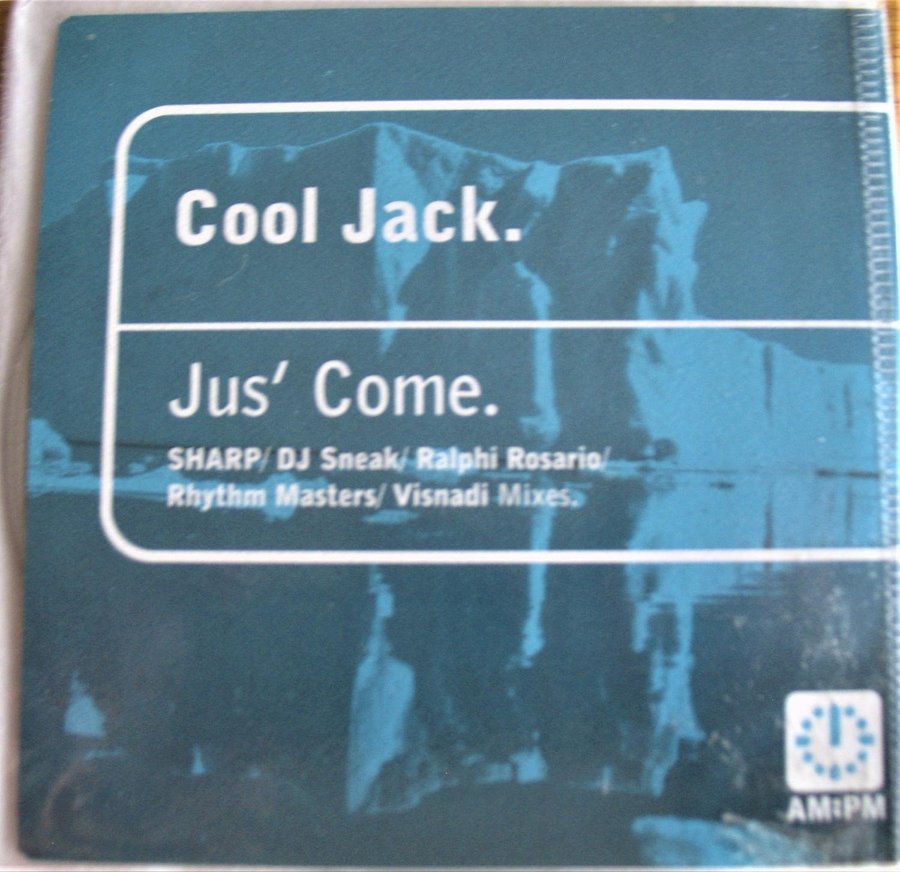 Cool Jack.
Jus' Come.
SHARP/ DJ Sneak/ Ralphi Rosario/
Rhythm Masters/ Visnadi Mixes.
AM:PM